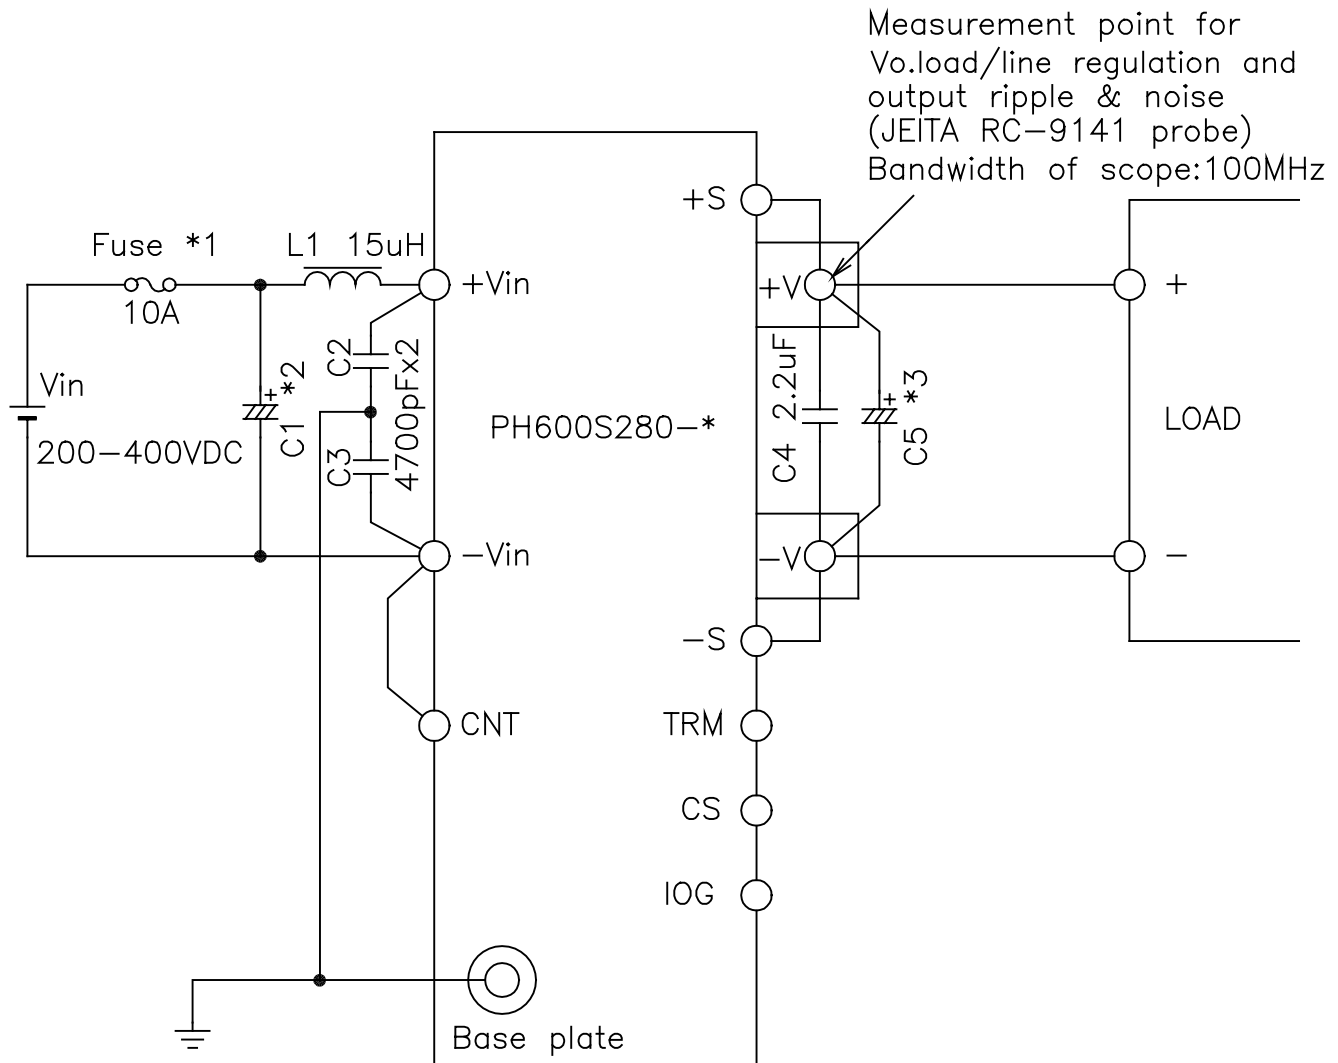 Measurement point for
Vo.load/line regulation and
output ripple & noise
(JEITA RC-9141 probe)
Bandwidth of scope:100MHz
+S
Fuse *1
L1 15uH
+Vin
+V
+
10A
C2
4700pFx2
C3
Vin
+
*2
C1
200-400VDC
PH600S280-*
C4 2.2uF
+
C5 *3
LOAD
-Vin
-V
-
-S
CNT
TRM
CS
IOG
Base plate